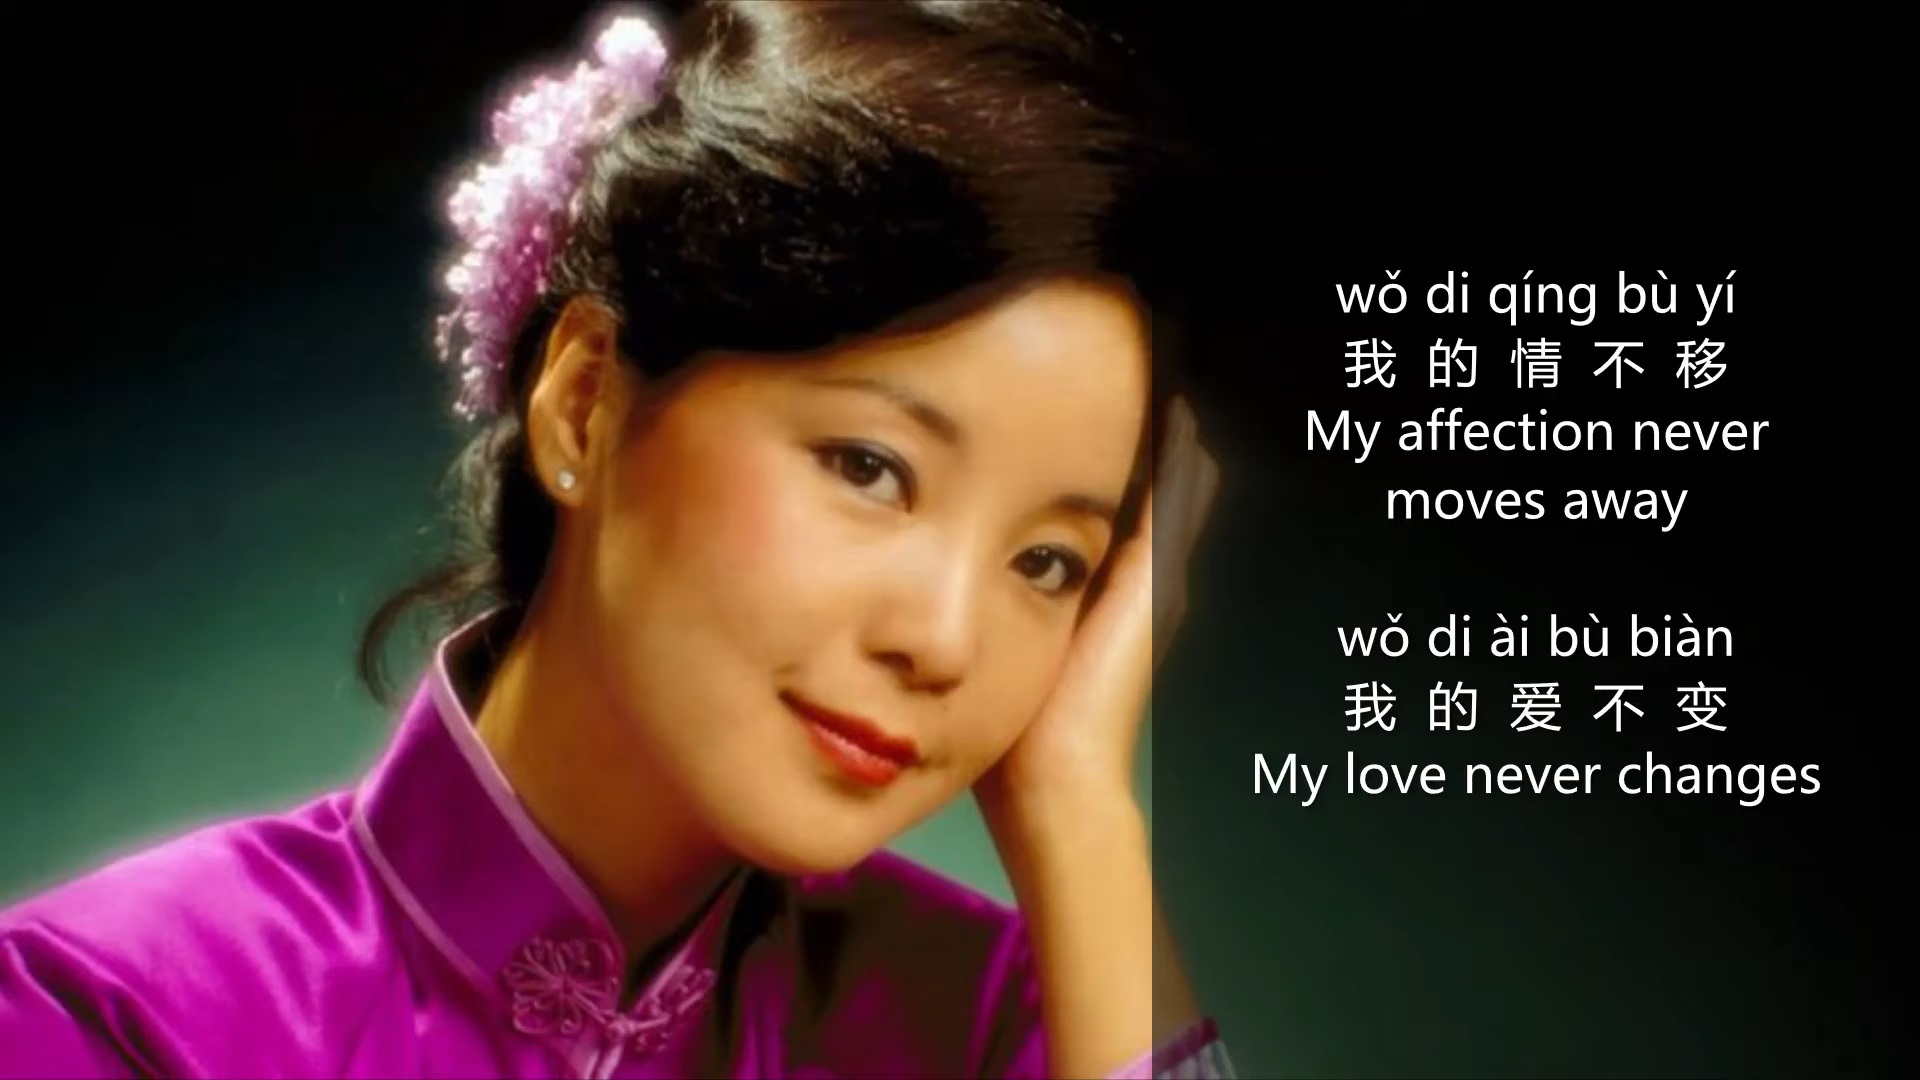 wǒ di qíng bù yí
我 的 情 不 移
My affection never
moves away
wǒ di ài bù biàn
我 的 爱 不 变
My love never changes